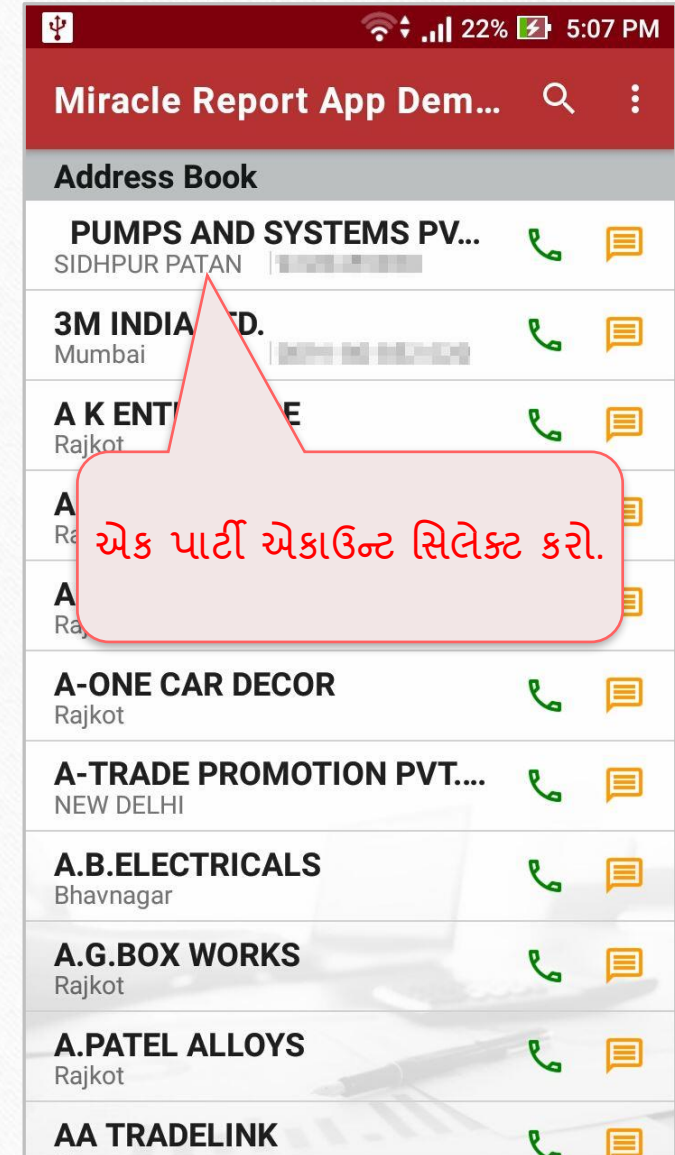 22% 5:07 PM
Miracle Report App Dem...
Address Book
PUMPS AND SYSTEMS PV...
SIDHPUR PATAN
3M INDIA
Mumbai
A K
Rajkot
એક પાર્ટી એકાઉન્ટ સિલેક્ટ કરો.
A-ONE CAR DECOR
Rajkot
A-TRADE PROMOTION PVT....
NEW DELHI
A.B.ELECTRICALS
Bhavnagar
A.G.BOX WORKS
Rajkot
A.PATEL ALLOYS
Rajkot
AA TRADELINK